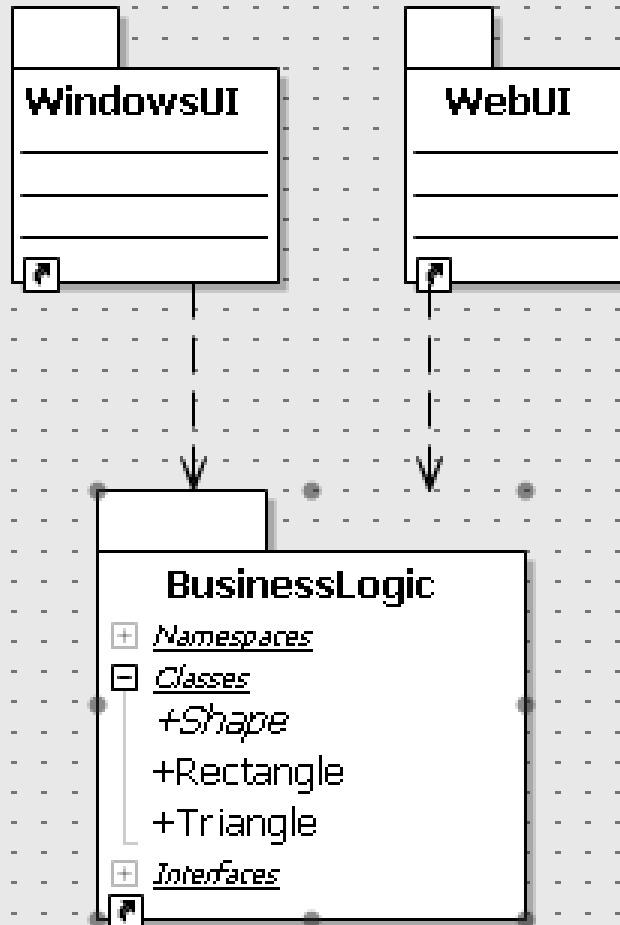 WindowsUI
WebUI
BusinessLogic
Namespaces
Classes
+Shape
+Rectangle
+Triangle
Interfaces